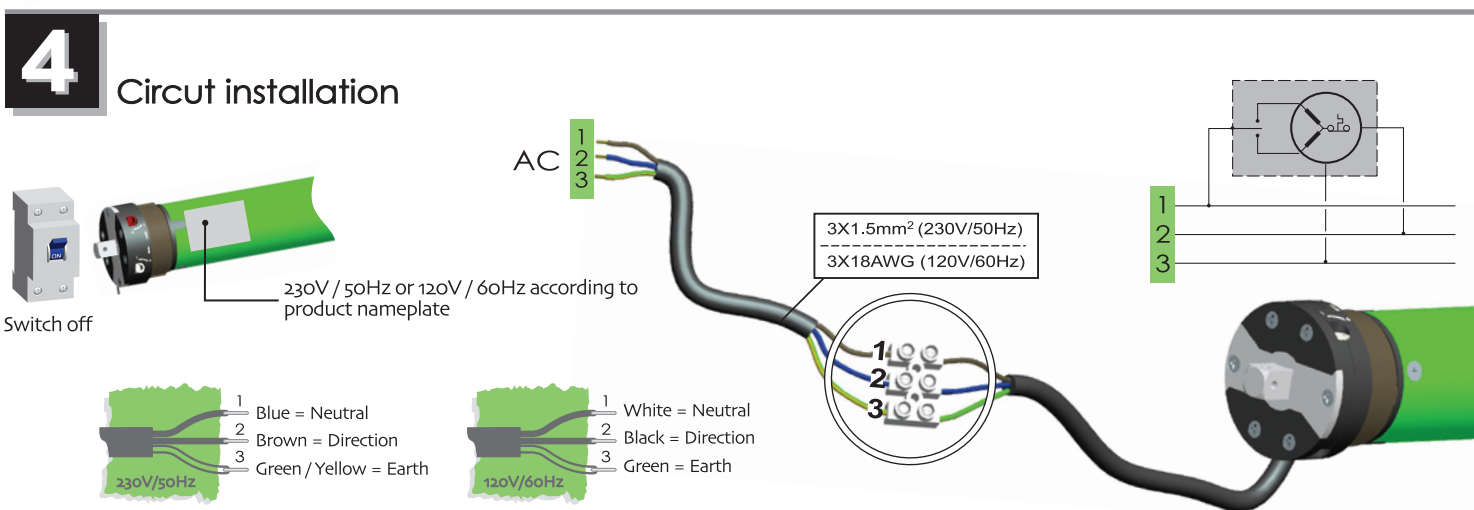 4
Circut installation
AC
1
2
3
ON
Switch off
230V / 50Hz or 120V / 60Hz according to
product nameplate
3X1.5mm² (230V/50Hz)
3X18AWG (120V/60Hz)
1
2
3
1
2
3
1
Blue = Neutral
2
Brown = Direction
3
Green / Yellow = Earth
230V/50Hz
1
White = Neutral
2
Black = Direction
3
Green = Earth
120V/60Hz